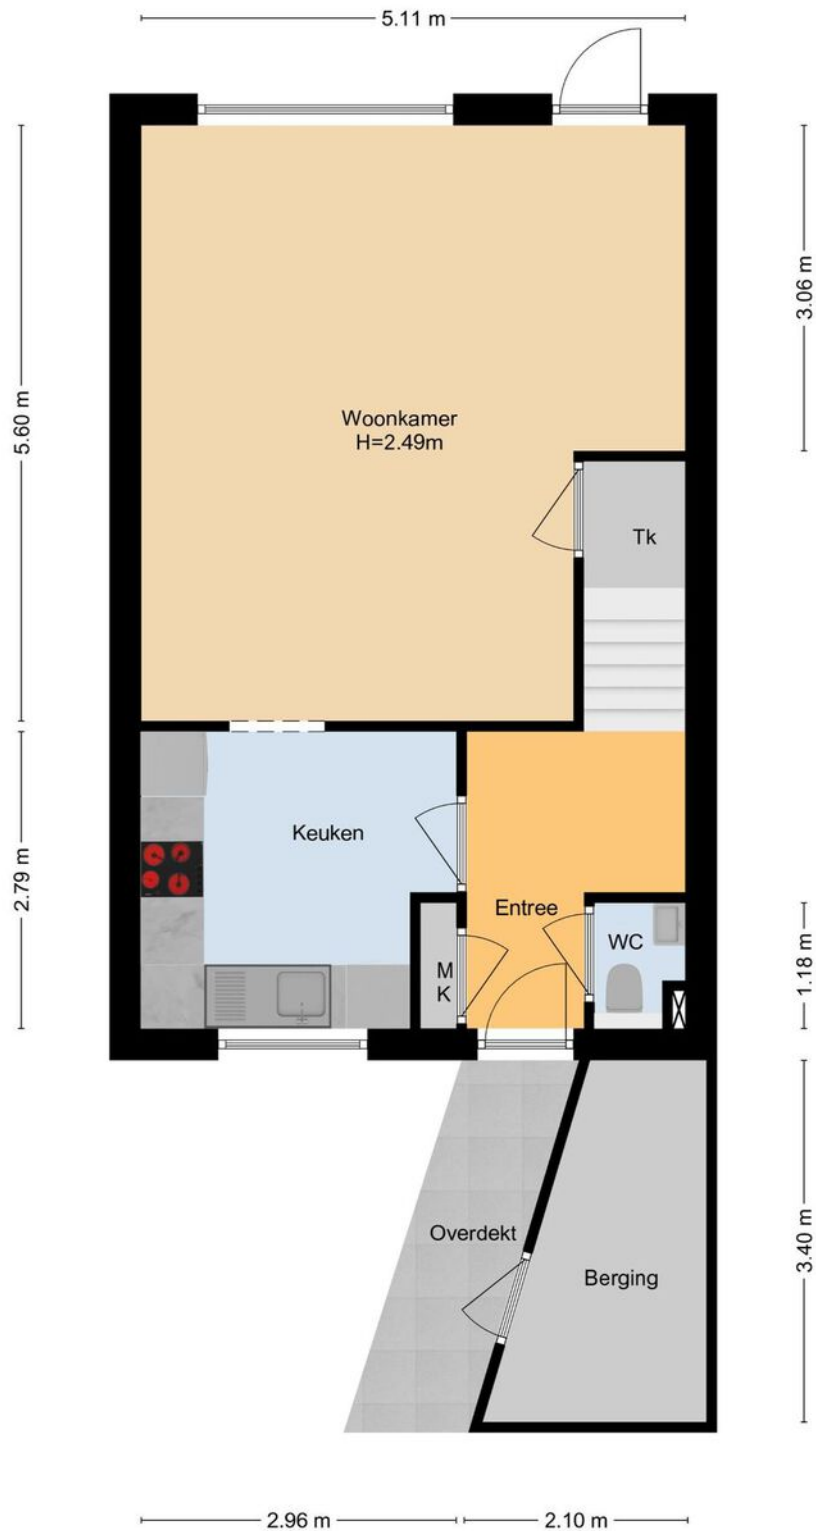 5.11 m
3.06 m
5.60 m
Woonkamer
H=2.49m
Tk
Keuken
2.79 m
Entree
WC
M
K
1.18 m
Overdekt
3.40 m
Berging
2.96 m
2.10 m